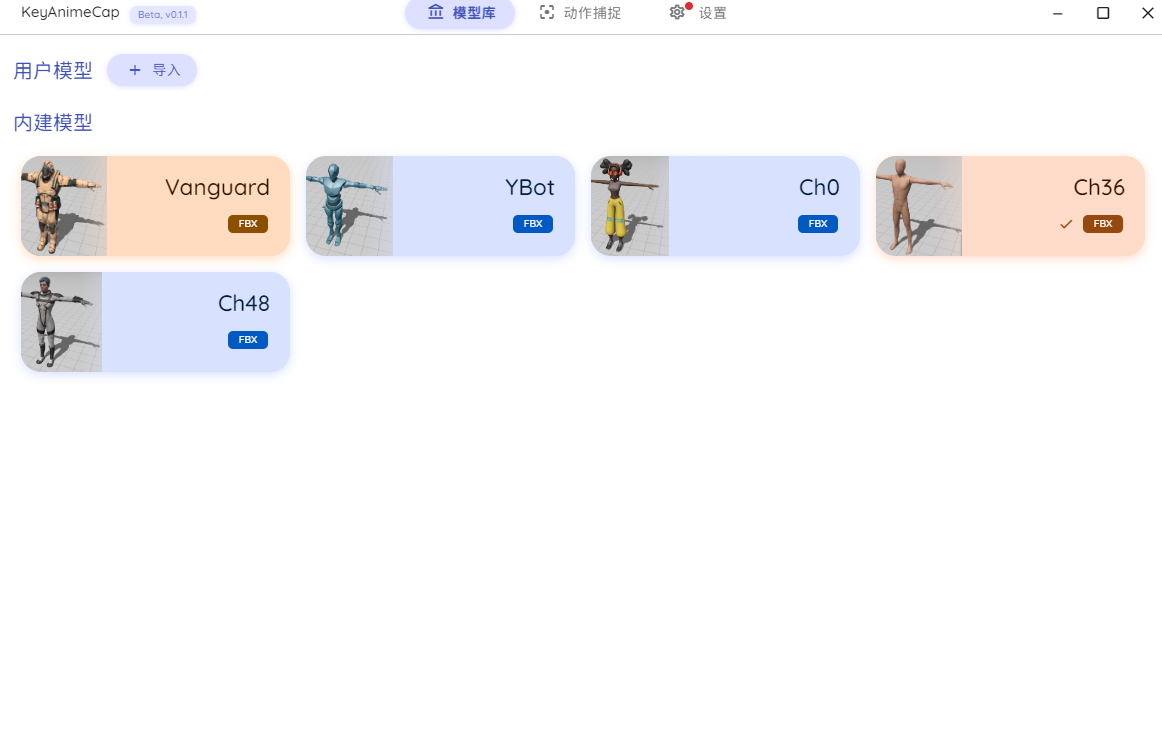 KeyAnimeCap Beta, v0.1.1 模型库 动作捕捉 设置
用户模型 导入
内建模型
Vanguard YBot Ch0 Ch36
FBX FBX FBX FBX
Ch48
FBX